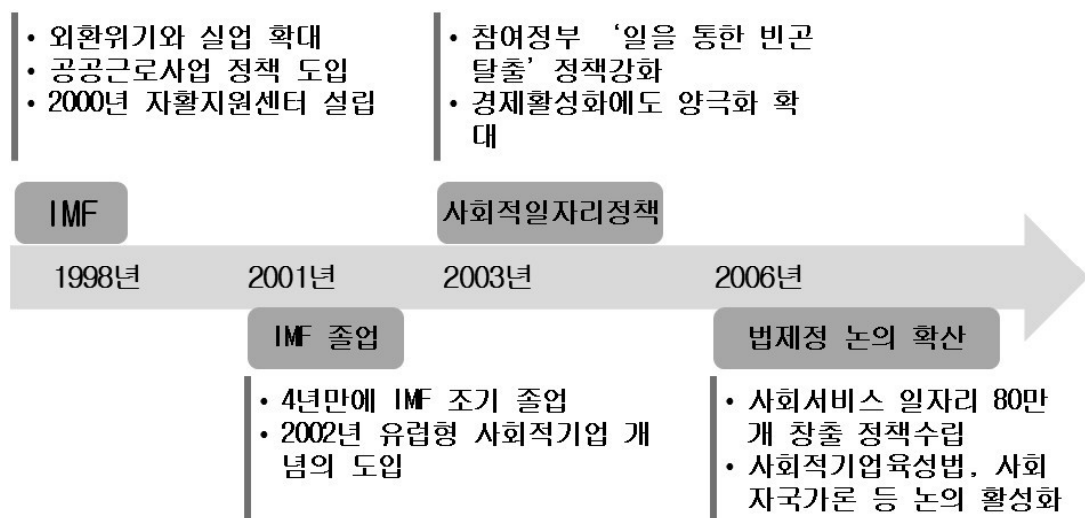 • 외환위기와 실업 확대
• 공공근로사업 정책 도입
• 2000년 자활지원센터 설립
• 참여정부 ‘일을 통한 빈곤
탈출’ 정책강화
• 경제활성화에도 양극화 확
대
IMF
사회적일자리정책
1998년
2001년
2003년
2006년
IMF 졸업
법제정 논의 확산
• 4년만에 IMF 조기 졸업
• 2002년 유럽형 사회적기업 개
념의 도입
• 사회서비스 일자리 80만
개 창출 정책수립
• 사회적기업육성법, 사회
자국가론 등 논의 활성화